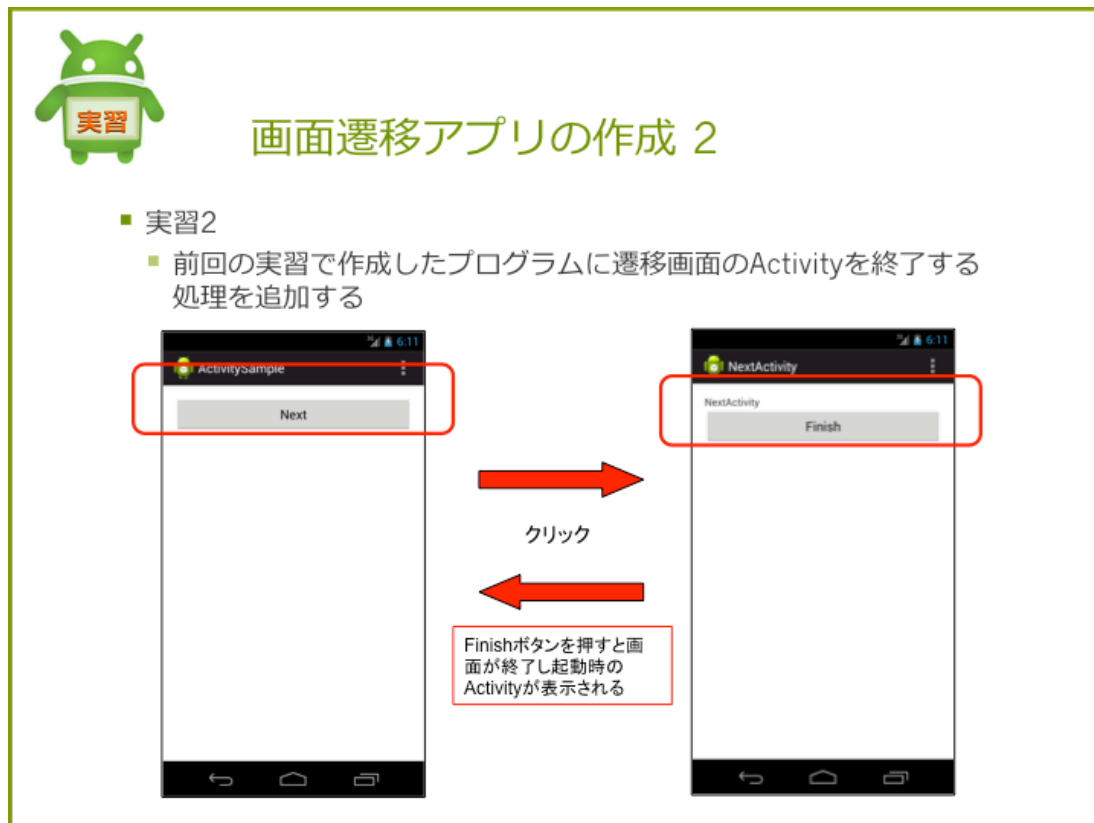 実習
画面遷移アプリの作成 2
実習2
前回の実習で作成したプログラムに遷移画面のActivityを終了する
処理を追加する
3G 6:11
ActivitySample
Next
3G 6:11
NextActivity
NextActivity
Finish
クリック
Finishボタンを押すと画
面が終了し起動時の
Activityが表示される